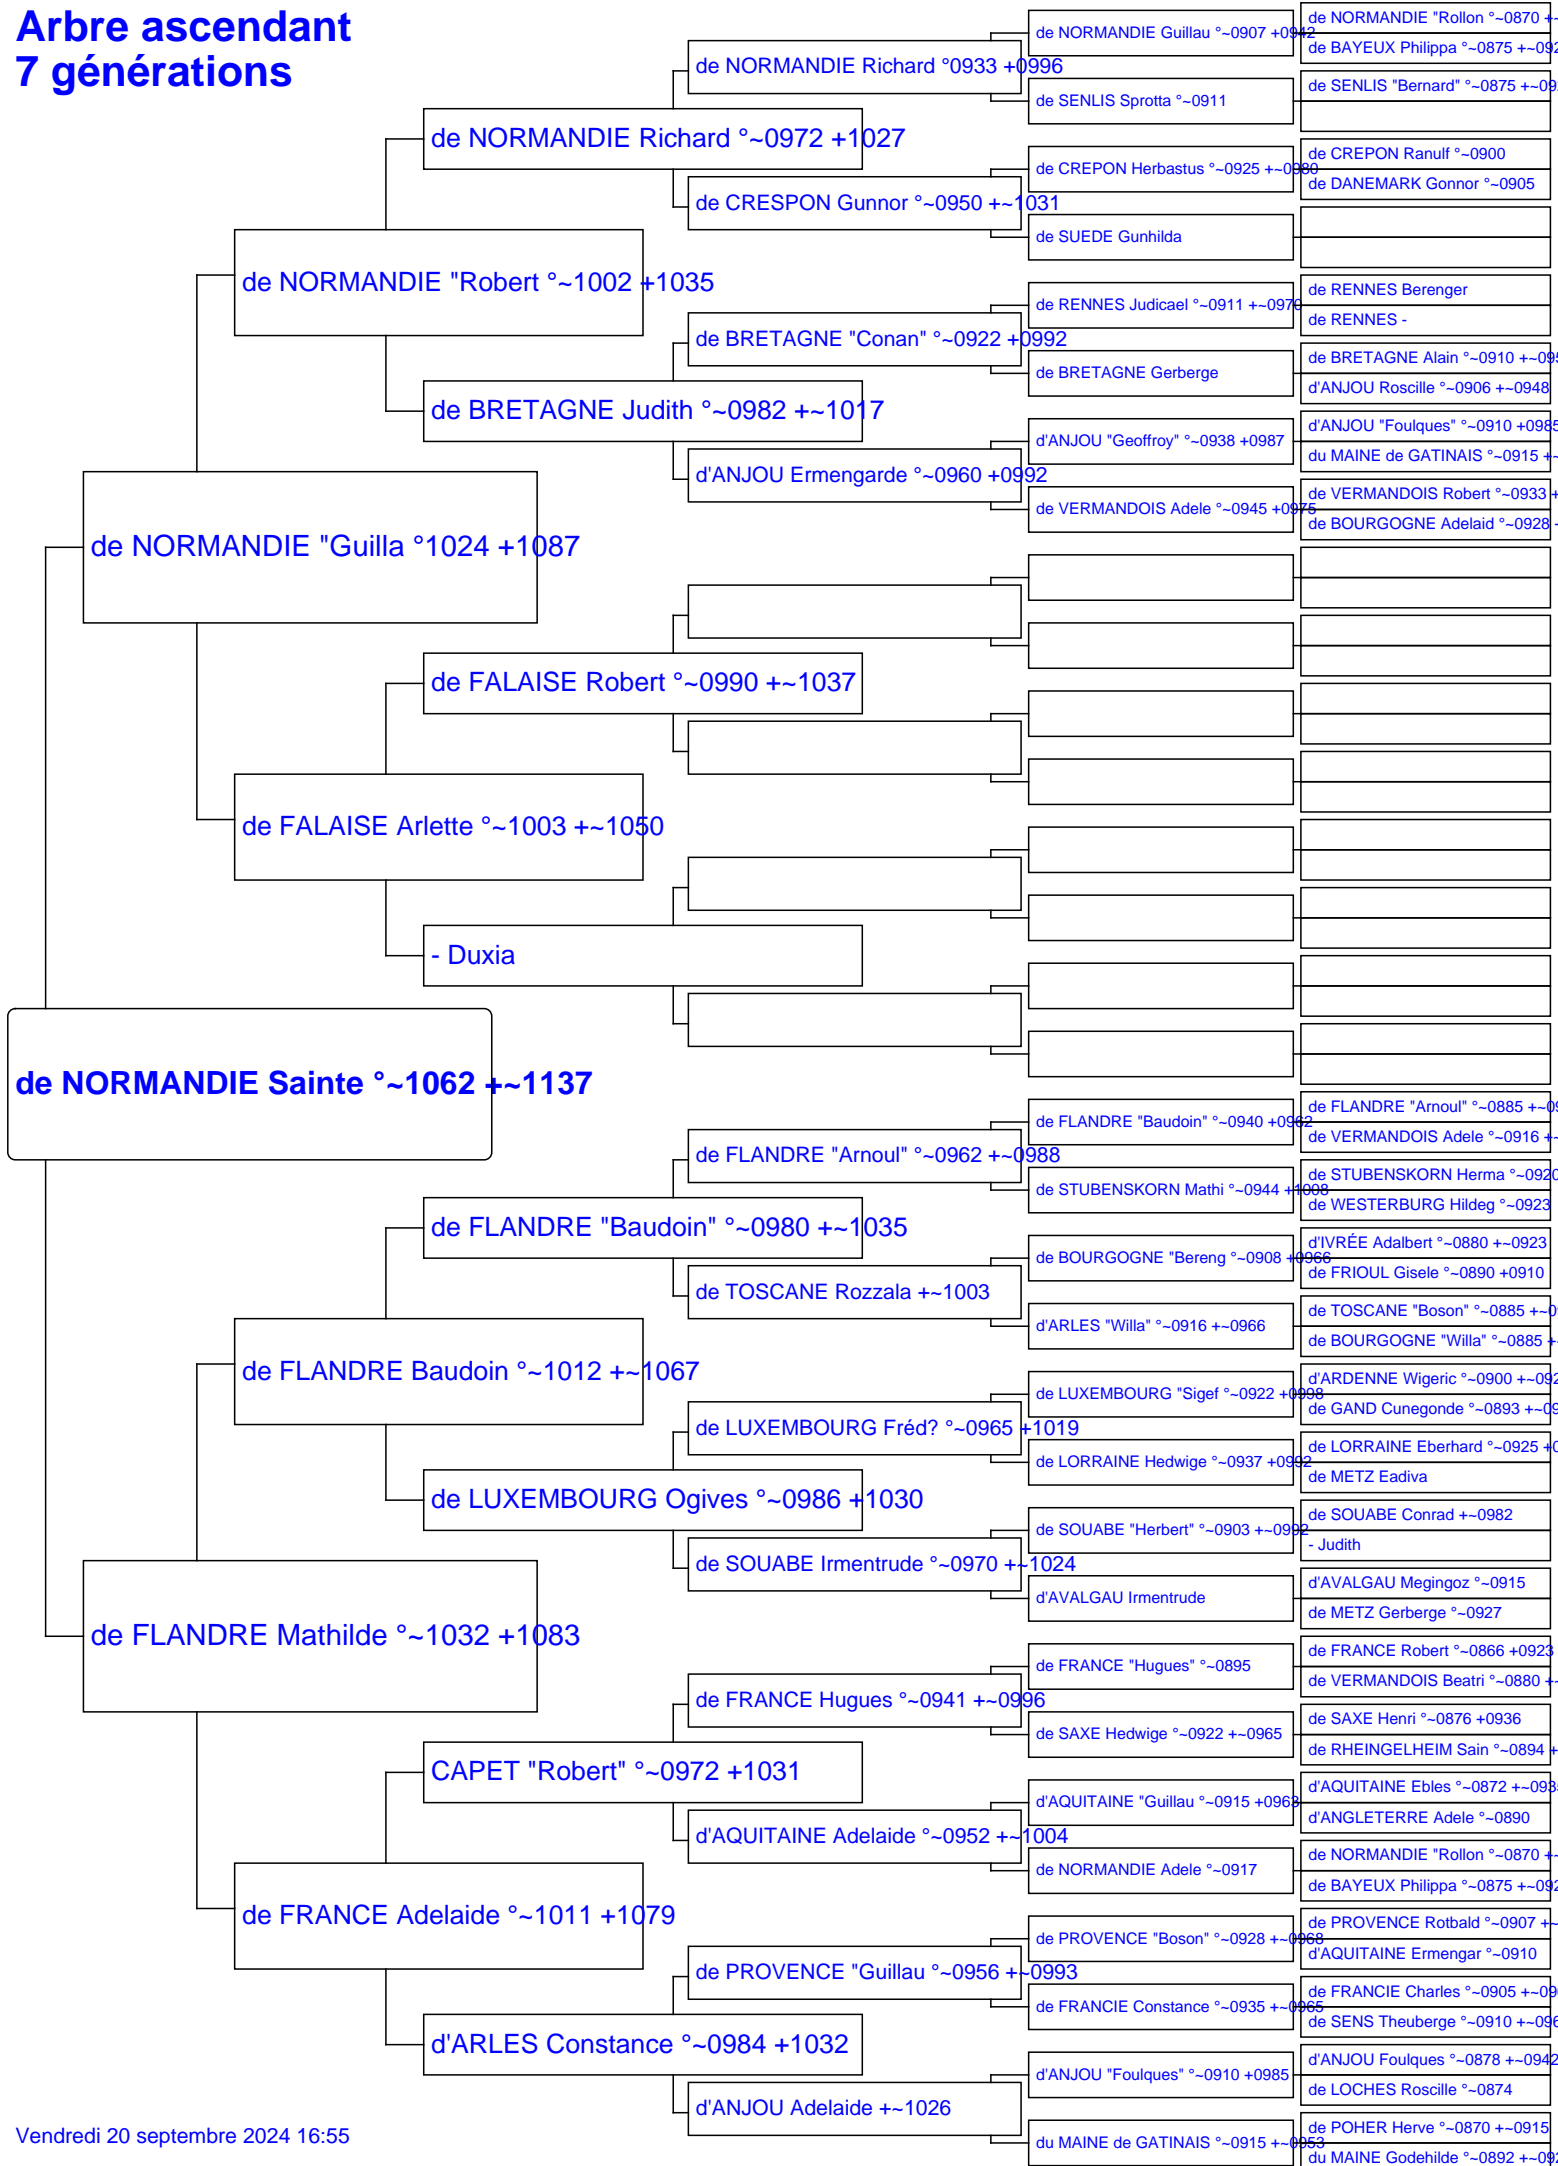 Arbre ascendant
7 générations
de NORMANDIE Sainte °~1062 +~1137
de NORMANDIE "Guilla °1024 +1087
de FLANDRE Mathilde °~1032 +1083
de NORMANDIE "Robert °~1002 +1035
de FALAISE Arlette °~1003 +~1050
de FLANDRE Baudoin °~1012 +~1067
de FRANCE Adelaide °~1011 +1079
de NORMANDIE Richard °~0972 +1027
de BRETAGNE Judith °~0982 +~1017
de FALAISE Robert °~0990 +~1037
- Duxia
de FLANDRE "Baudoin" °~0980 +~1035
de LUXEMBOURG Ogives °~0986 +1030
CAPET "Robert" °~0972 +1031
d'ARLES Constance °~0984 +1032
de NORMANDIE Richard °0933 +0996
de CRESPON Gunnor °~0950 +~1031
de BRETAGNE "Conan" °~0922 +0992
d'ANJOU Ermengarde °~0960 +0992
de FLANDRE "Arnoul" °~0962 +~0988
de TOSCANE Rozzala +~1003
de LUXEMBOURG Fréd? °~0965 +1019
de SOUABE Irmentrude °~0970 +~1024
de FRANCE Hugues °~0941 +~0996
d'AQUITAINE Adelaide °~0952 +~1004
de PROVENCE "Guillau °~0956 +~0993
d'ANJOU Adelaide +~1026
de NORMANDIE Guillau °~0907 +0942
de SENLIS Sprotta °~0911
de CREPON Herbastus °~0925 +~0980
de SUEDE Gunhilda
de RENNES Judicael °~0911 +~0970
de BRETAGNE Gerberge
d'ANJOU "Geoffroy" °~0938 +0987
de VERMANDOIS Adele °~0945 +0975
de FLANDRE "Baudoin" °~0940 +0962
de STUBENSKORN Mathi °~0944 +1008
de BOURGOGNE "Bereng °~0908 +0966
d'ARLES "Willa" °~0916 +~0966
de LUXEMBOURG "Sigef °~0922 +0998
de LORRAINE Hedwige °~0937 +0992
de SOUABE "Herbert" °~0903 +~0992
d'AVALGAU Irmentrude
de FRANCE "Hugues" °~0895
de SAXE Hedwige °~0922 +~0965
d'AQUITAINE "Guillau °~0915 +0963
de NORMANDIE Adele °~0917
de PROVENCE "Boson" °~0928 +~0968
de FRANCIE Constance °~0935 +~0965
d'ANJOU "Foulques" °~0910 +0985
du MAINE de GATINAIS °~0915 +~0953
de NORMANDIE "Rollon °~0870 +~
de BAYEUX Philippa °~0875 +~092
de SENLIS "Bernard" °~0875 +~09
de CREPON Ranulf °~0900
de DANEMARK Gonnor °~0905
de RENNES Berenger
de RENNES -
de BRETAGNE Alain °~0910 +~095
d'ANJOU Roscille °~0906 +~0948
d'ANJOU "Foulques" °~0910 +0985
du MAINE de GATINAIS °~0915 +~
de VERMANDOIS Robert °~0933 +
de BOURGOGNE Adelaid °~0928 +
de FLANDRE "Arnoul" °~0885 +~09
de VERMANDOIS Adele °~0916 +~
de STUBENSKORN Herma °~0920
de WESTERBURG Hildeg °~0923
d'IVRÉE Adalbert °~0880 +~0923
de FRIOUL Gisele °~0890 +0910
de TOSCANE "Boson" °~0885 +~09
de BOURGOGNE "Willa" °~0885 +~
d'ARDENNE Wigeric °~0900 +~092
de GAND Cunegonde °~0893 +~09
de LORRAINE Eberhard °~0925 +0
de METZ Eadiva
de SOUABE Conrad +~0982
- Judith
d'AVALGAU Megingoz °~0915
de METZ Gerberge °~0927
de FRANCE Robert °~0866 +0923
de VERMANDOIS Beatri °~0880 +~
de SAXE Henri °~0876 +0936
de RHEINGELHEIM Sain °~0894 +
d'AQUITAINE Ebles °~0872 +~0935
d'ANGLETERRE Adele °~0890
de NORMANDIE "Rollon °~0870 +~
de BAYEUX Philippa °~0875 +~092
de PROVENCE Rotbald °~0907 +~
d'AQUITAINE Ermengar °~0910
de FRANCIE Charles °~0905 +~09
de SENS Theuberge °~0910 +~096
d'ANJOU Foulques °~0878 +~0942
de LOCHES Roscille °~0874
de POHER Herve °~0870 +~0915
du MAINE Godehilde °~0892 +~092
Vendredi 20 septembre 2024 16:55